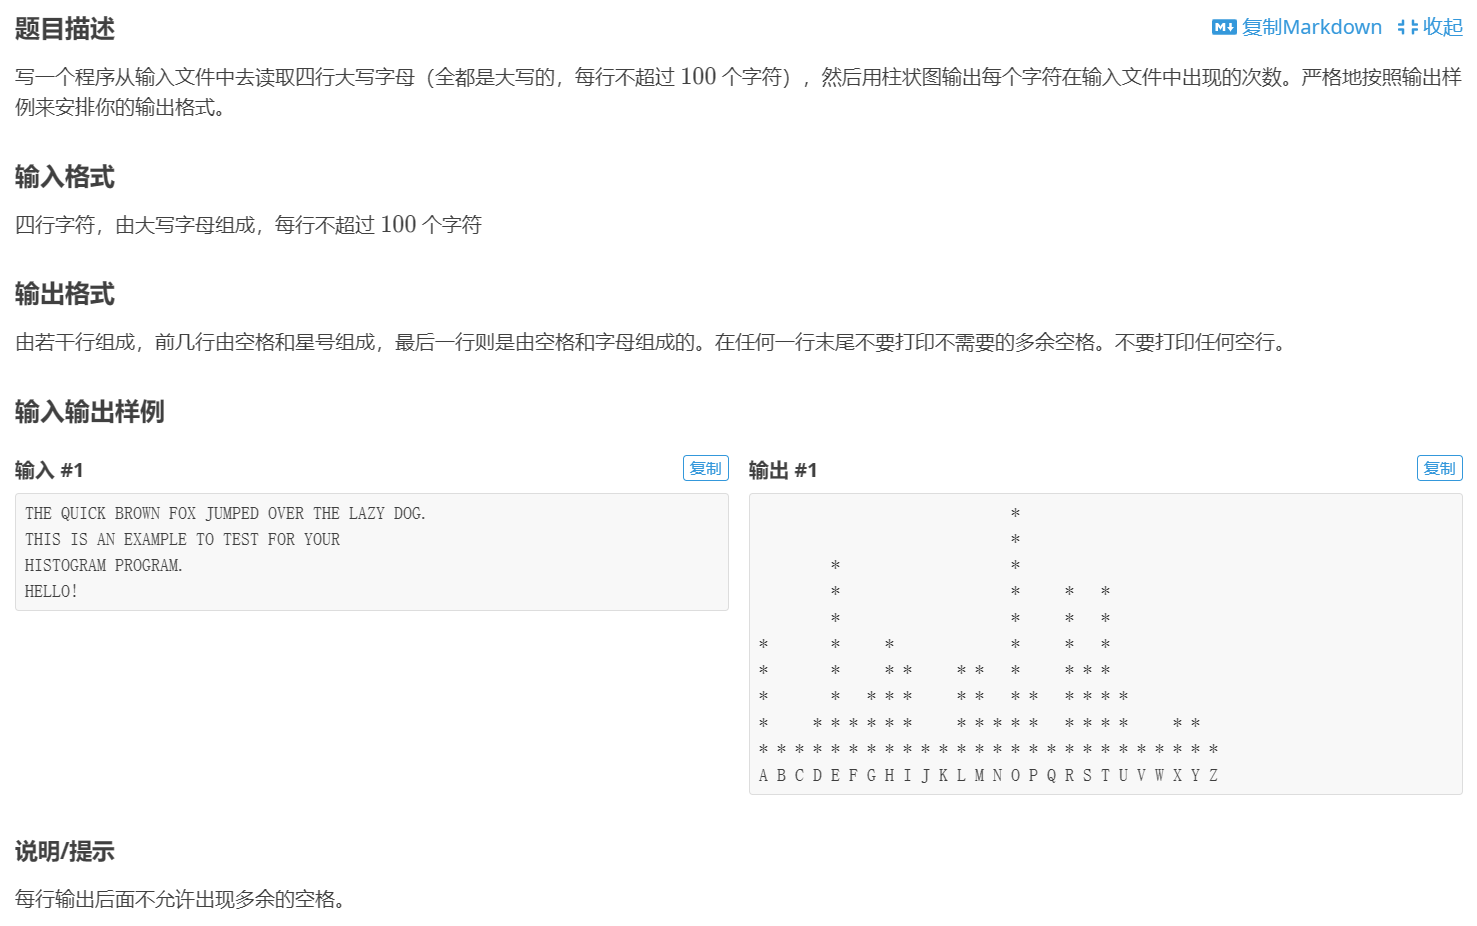 题目描述
复制Markdown 收起
写一个程序从输入文件中去读取四行大写字母（全都是大写的，每行不超过 100 个字符），然后用柱状图输出每个字符在输入文件中出现的次数。严格地按照输出样
例来安排你的输出格式。
输入格式
四行字符，由大写字母组成，每行不超过 100 个字符
输出格式
由若干行组成，前几行由空格和星号组成，最后一行则是由空格和字母组成的。在任何一行末尾不要打印不需要的多余空格。不要打印任何空行。
输入输出样例
输入 #1
复制
THE QUICK BROWN FOX JUMPED OVER THE LAZY DOG.
THIS IS AN EXAMPLE TO TEST FOR YOUR
HISTOGRAM PROGRAM.
HELLO!
输出 #1
复制
                            *
                            *
        *                   *
        *                   *     *   *
        *                   *     *   *
*       *     *             *     *   *
*       *     * *     * *   *     * * *
*       *   * * *     * *   * *   * * * *
*     * * * * * *     * * * * *   * * * *     * *
* * * * * * * * * * * * * * * * * * * * * * * * * *
A B C D E F G H I J K L M N O P Q R S T U V W X Y Z
说明/提示
每行输出后面不允许出现多余的空格。